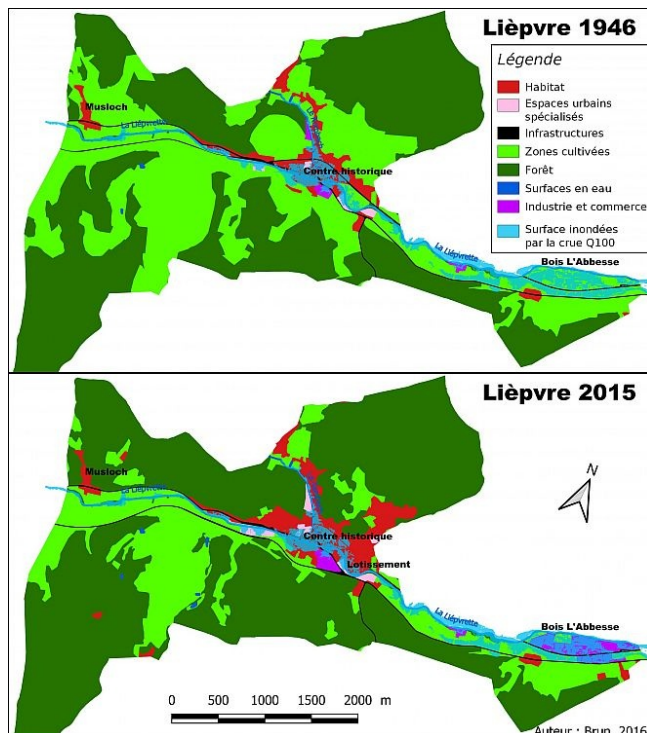 Lièpvre 1946
Légende
Habitat
Espaces urbains
spécialisés
Infrastructures
Zones cultivées
Forêt
Surfaces en eau
Industrie et commerce
Surface inondées
par la crue Q100
Musloch
La Lièpvrette
Centre historique
La Lièpvrette
Bois L'Abbesse
Lièpvre 2015
N
Musloch
La Lièpvrette
Centre historique
Lotissement
La Lièpvrette
Bois L'Abbesse
0 500 1000 1500 2000 m
Auteur : Brun, 2016